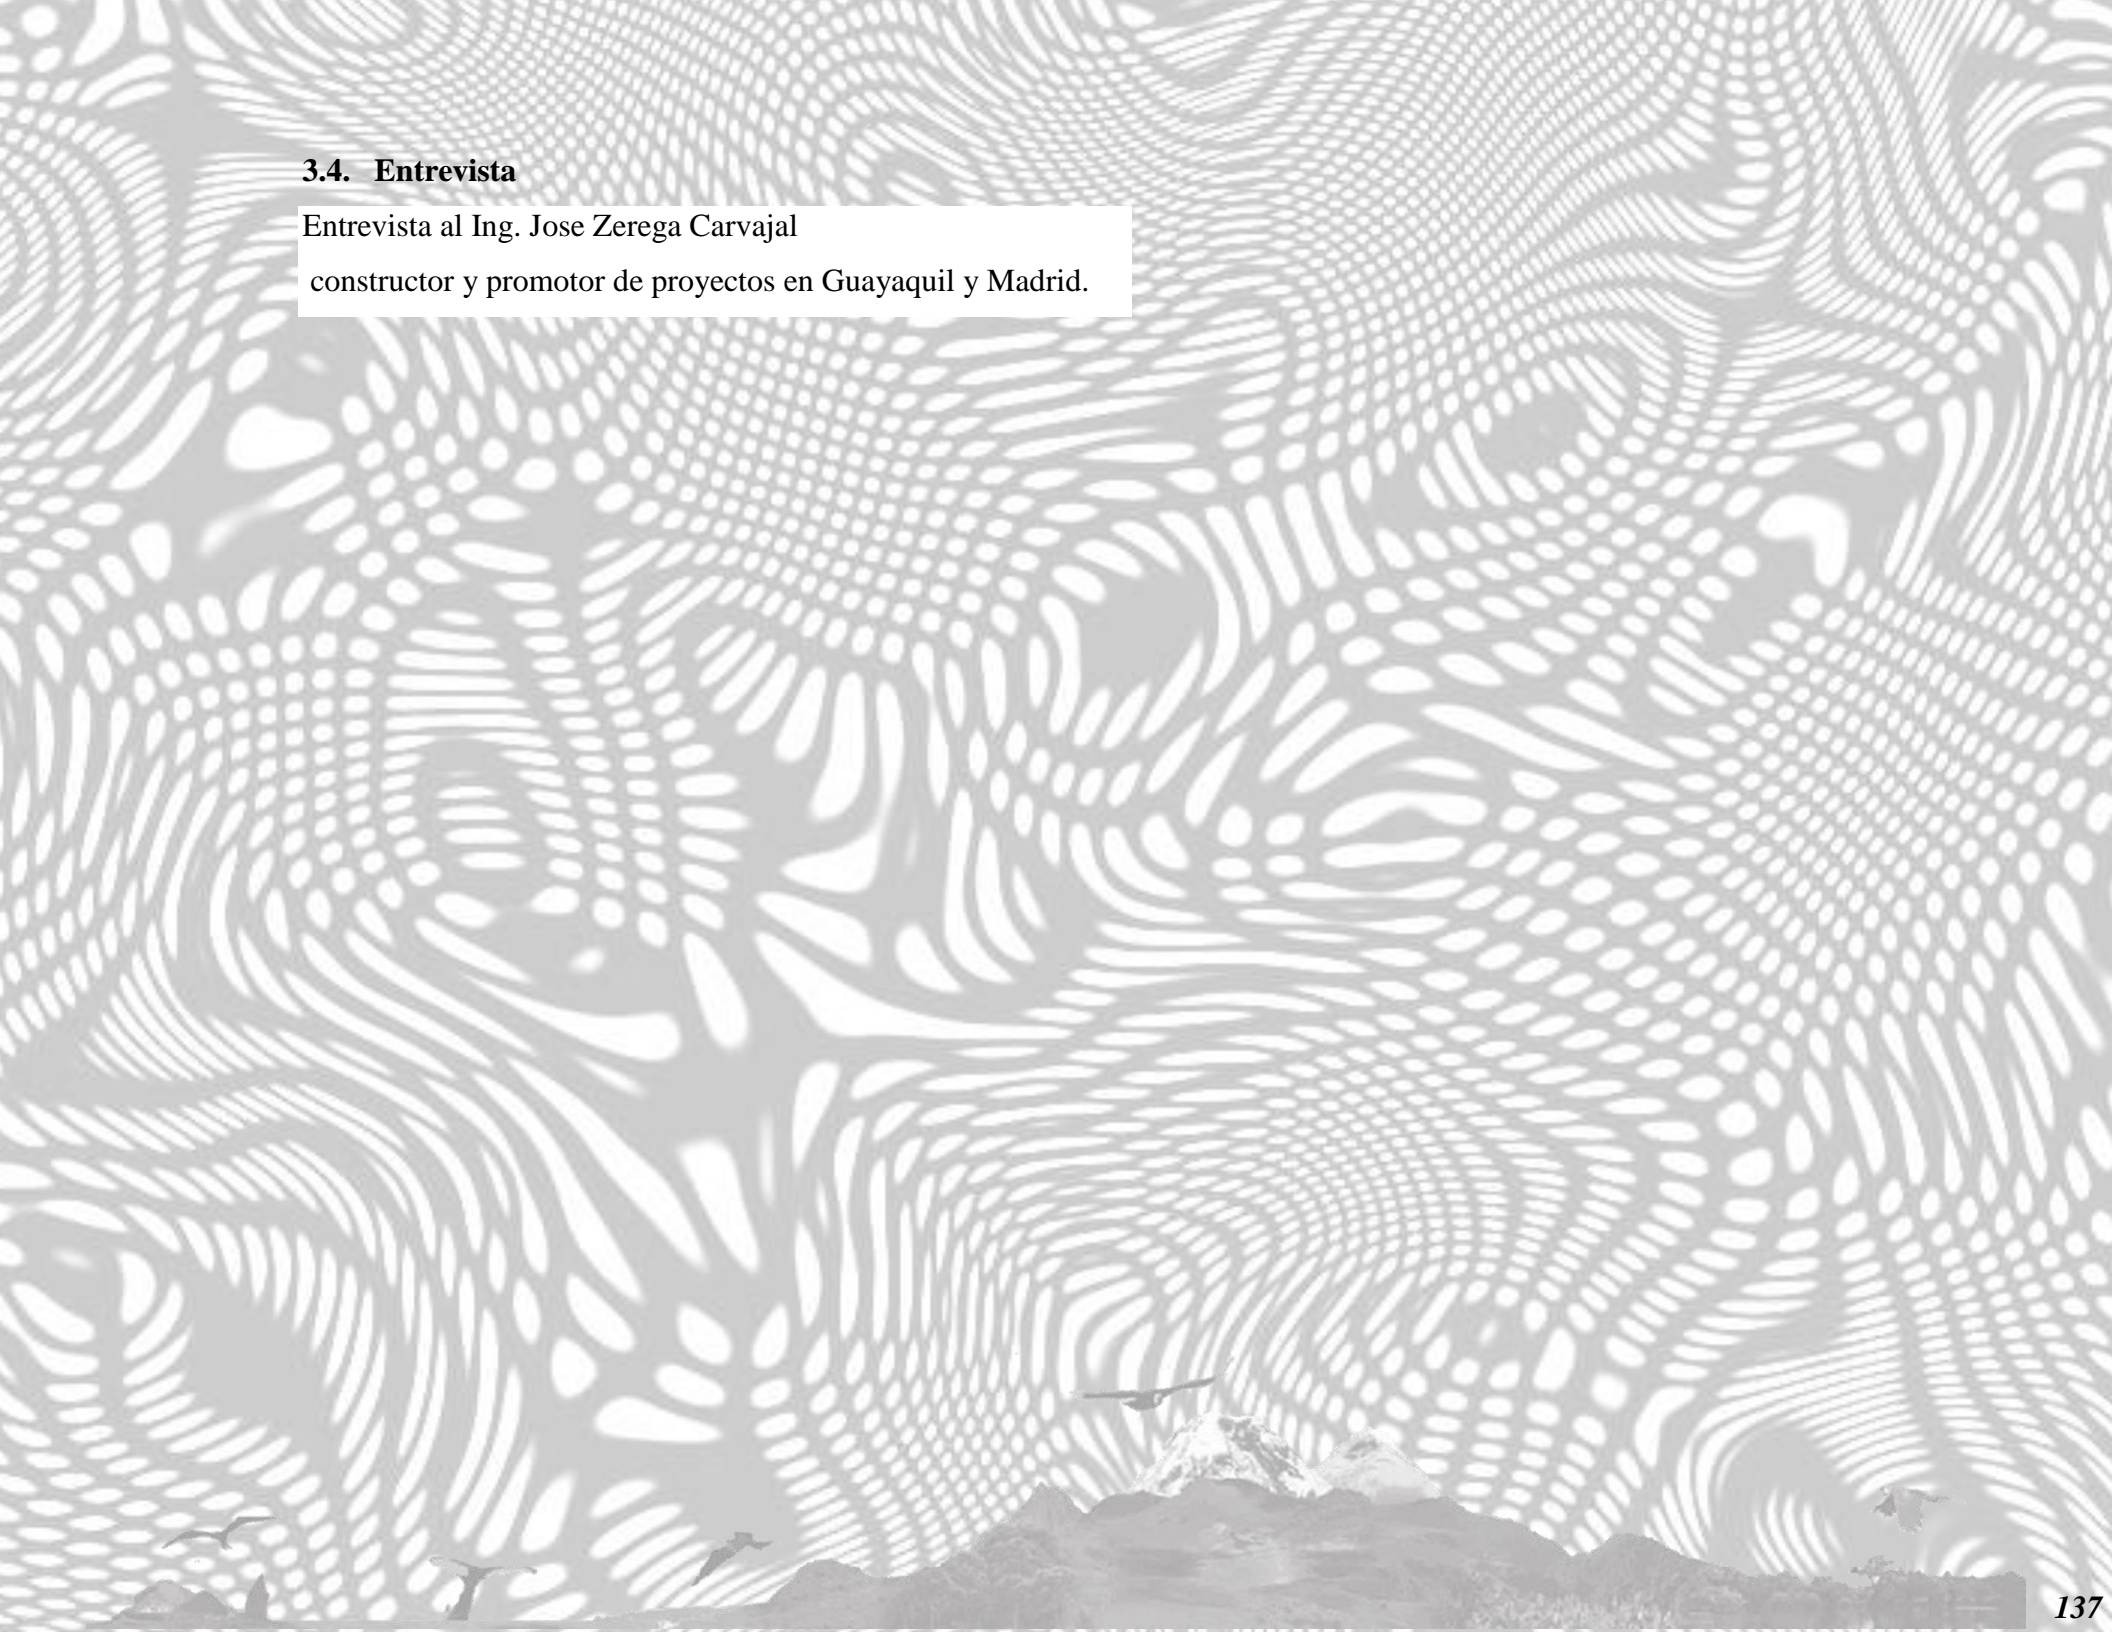 3.4. Entrevista
Entrevista al Ing. Jose Zerega Carvajal
constructor y promotor de proyectos en Guayaquil y Madrid.
137